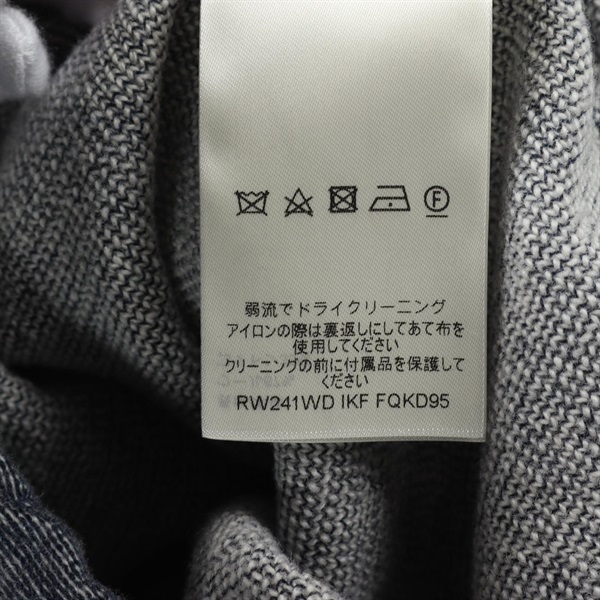 F
弱流でドライクリーニング
アイロンの際は裏返しにしてあて布を
使用してください
クリーニングの前に付属品を保護して
ください
RW241WD IKF FQKD95